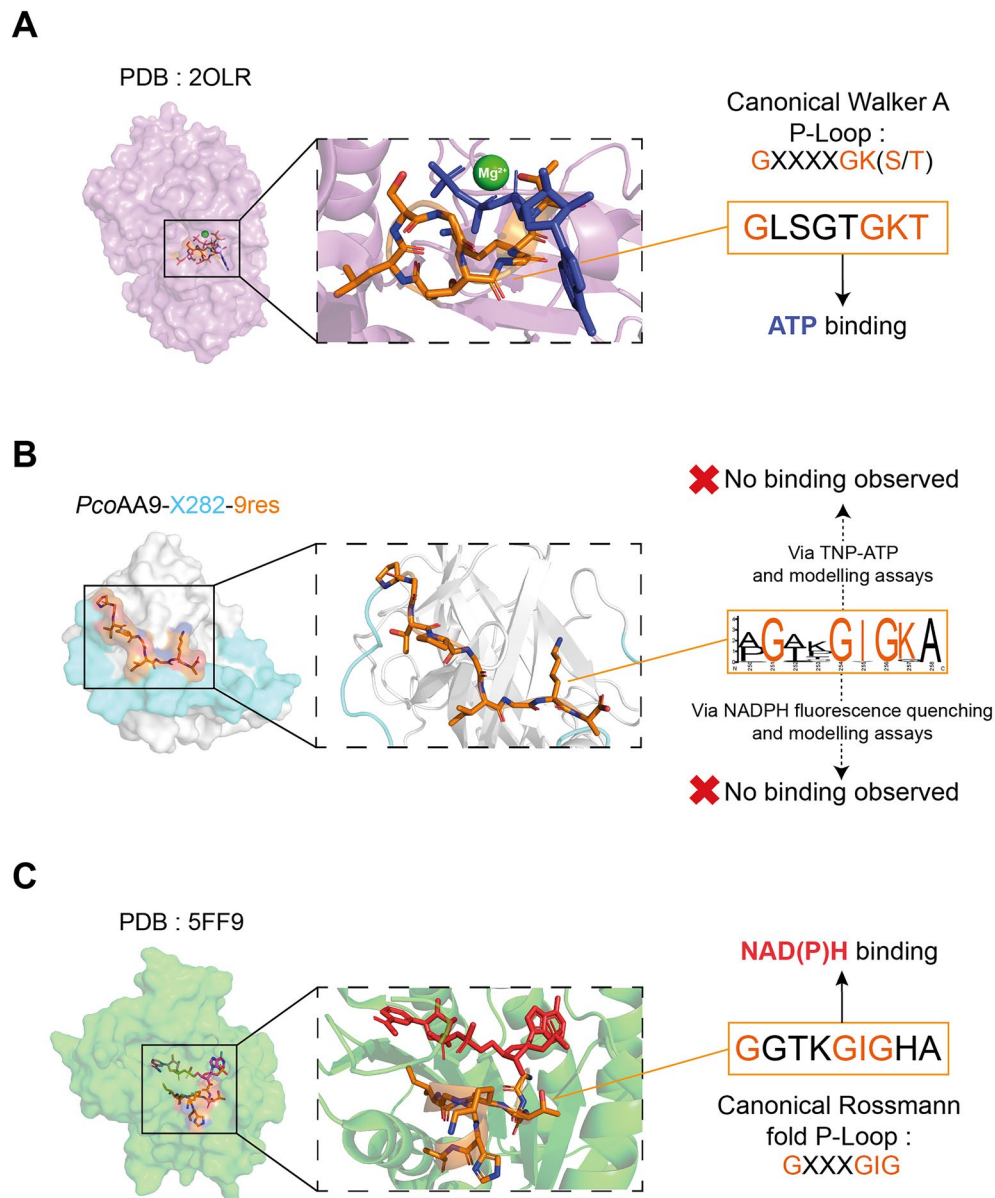 A
PDB : 2OLR
Canonical Walker A
P-Loop :
GXXXXGK(S/T)
Mg²⁺
GLSGTGKT
ATP binding
B
No binding observed
PcoAA9-X282-9res
Via TNP-ATP
and modelling assays
GIGKA
Via NADPH fluorescence quenching
and modelling assays
No binding observed
C
PDB : 5FF9
NAD(P)H binding
GGTKGIGHA
Canonical Rossmann
fold P-Loop :
GXXXGIG